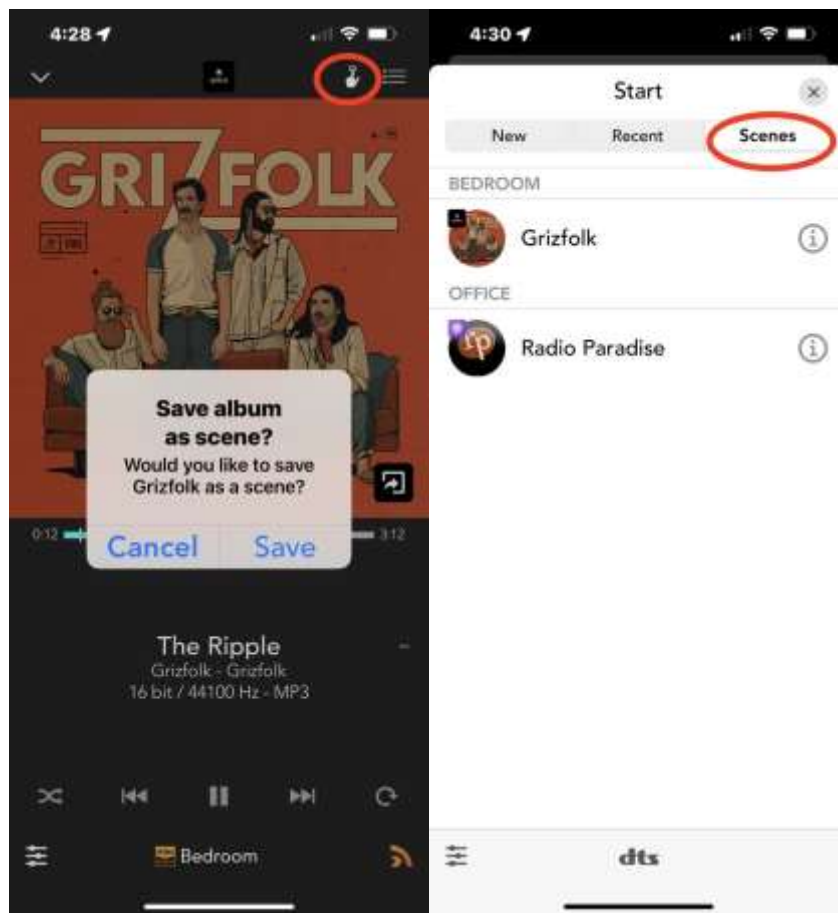 4:28
GRIZFOLK
Save album
as scene?
Would you like to save
Grizfolk as a scene?
Cancel Save
0:12 3:12
The Ripple
Grizfolk - Grizfolk
16 bit / 44100 Hz - MP3
Bedroom
4:30
Start
New Recent Scenes
BEDROOM
Grizfolk
OFFICE
rp
Radio Paradise
dts